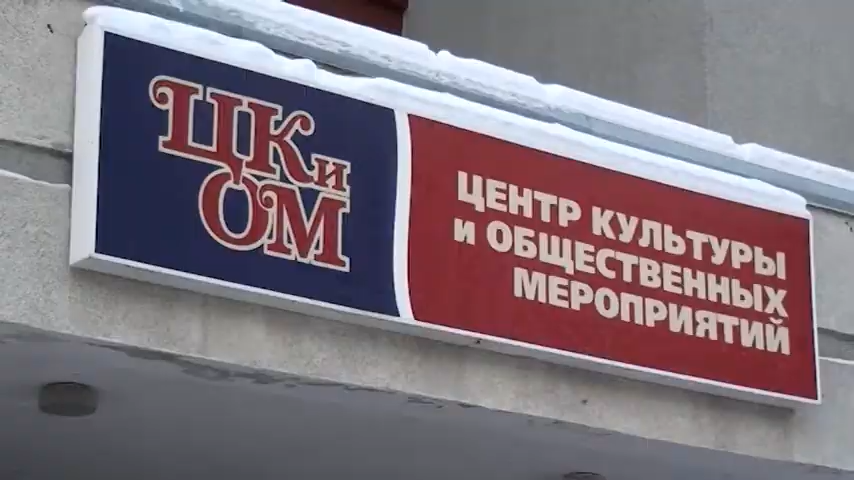 ЦКи
ОМ
ЦЕНТР КУЛЬТУРЫ
и ОБЩЕСТВЕННЫХ
МЕРОПРИЯТИЙ